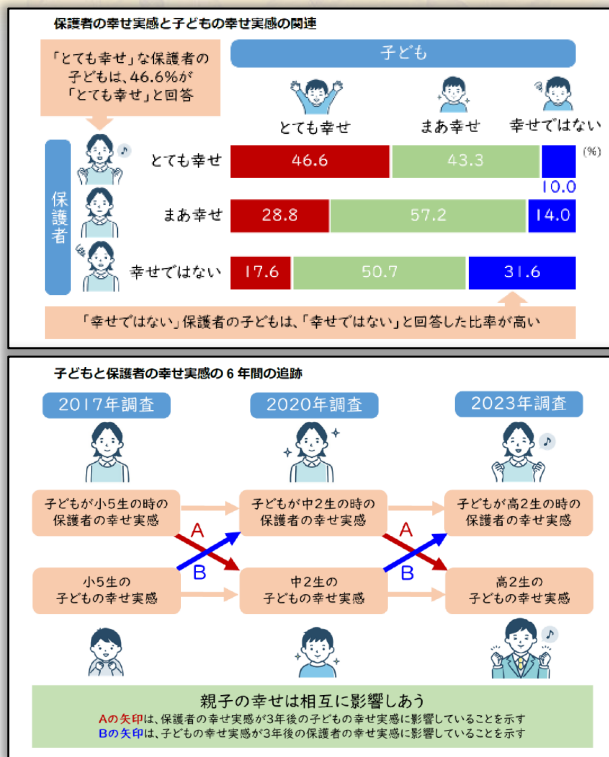 保護者の幸せ実感と子どもの幸せ実感の関連
「とても幸せ」な保護者の
子どもは、46.6%が
「とても幸せ」と回答
子ども
とても幸せ
まあ幸せ
幸せではない
(%)
保護者
とても幸せ
46.6
43.3
10.0
まあ幸せ
28.8
57.2
14.0
幸せではない
17.6
50.7
31.6
「幸せではない」保護者の子どもは、「幸せではない」と回答した比率が高い
子どもと保護者の幸せ実感の6年間の追跡
2017年調査
2020年調査
2023年調査
子どもが小5生の時の
保護者の幸せ実感
子どもが中2生の時の
保護者の幸せ実感
子どもが高2生の時の
保護者の幸せ実感
A
B
A
B
小5生の
子どもの幸せ実感
中2生の
子どもの幸せ実感
高2生の
子どもの幸せ実感
親子の幸せは相互に影響しあう
Aの矢印は、保護者の幸せ実感が3年後の子どもの幸せ実感に影響していることを示す
Bの矢印は、子どもの幸せ実感が3年後の保護者の幸せ実感に影響していることを示す